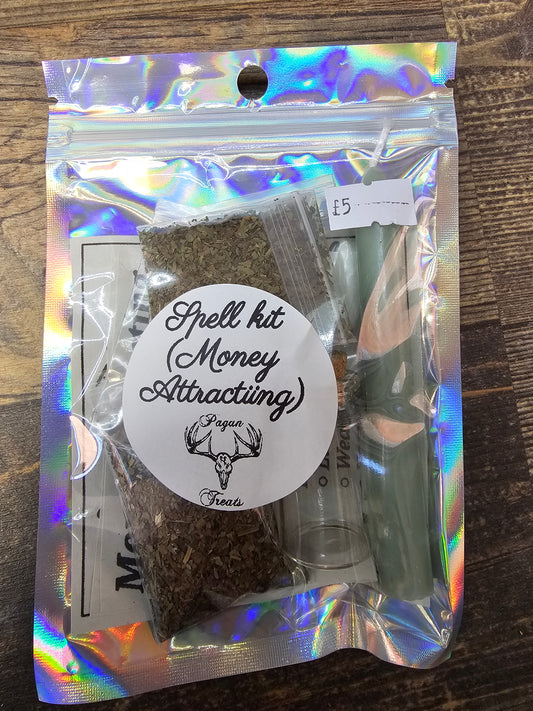 £5
Spell kit
(Money
Attractiing)
Pagan
Treats